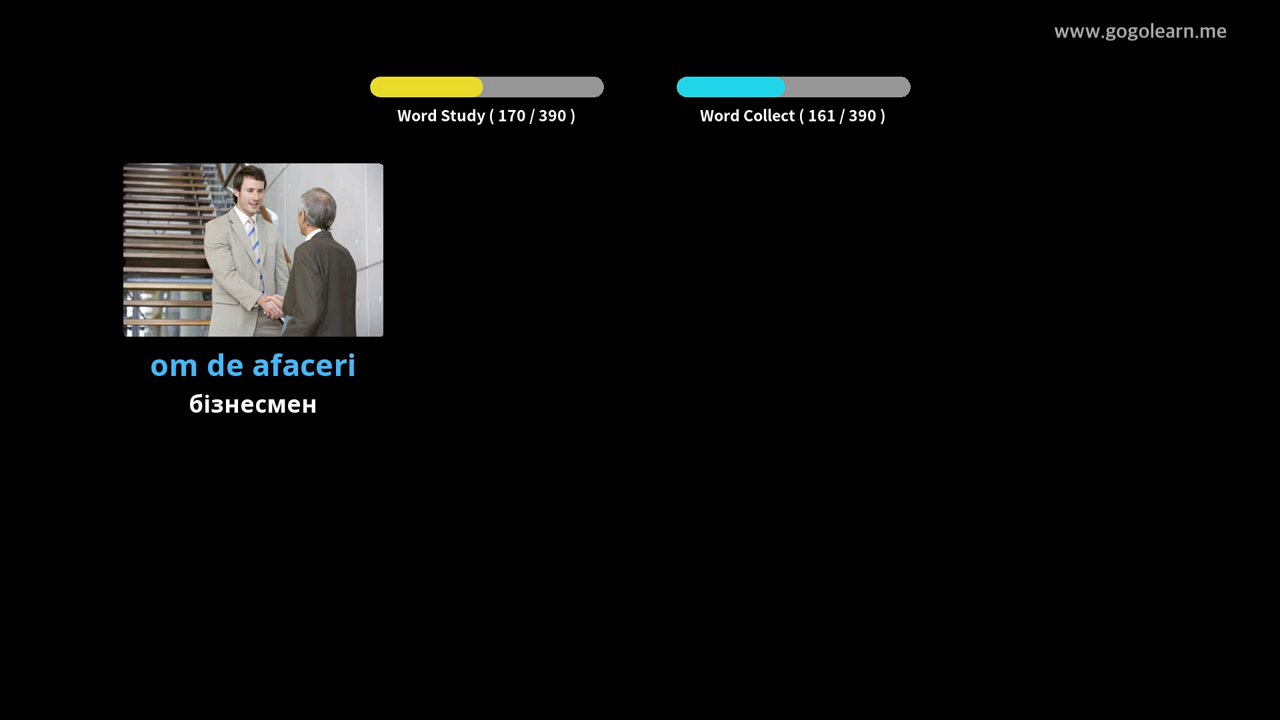 www.gogolearn.me
Word Study ( 170 / 390 )
Word Collect ( 161 / 390 )
om de afaceri
бізнесмен